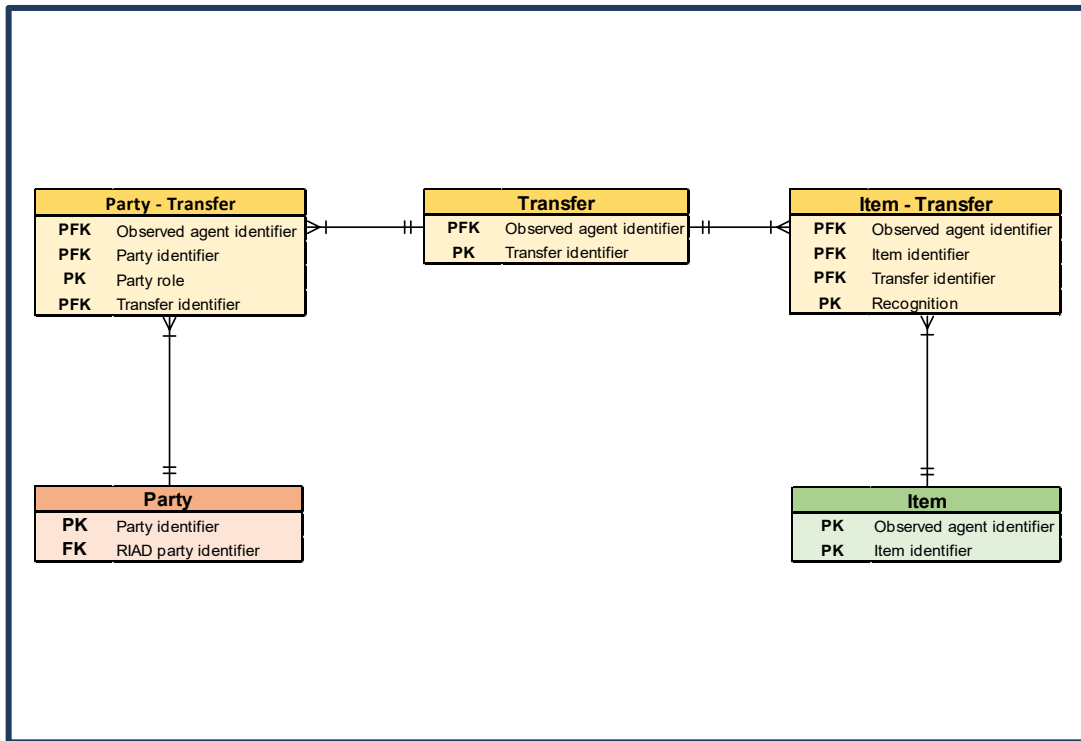 Party - Transfer
PFK Observed agent identifier
PFK Party identifier
PK Party role
PFK Transfer identifier
Transfer
PFK Observed agent identifier
PK Transfer identifier
Item - Transfer
PFK Observed agent identifier
PFK Item identifier
PFK Transfer identifier
PK Recognition
Party
PK Party identifier
FK RIAD party identifier
Item
PK Observed agent identifier
PK Item identifier